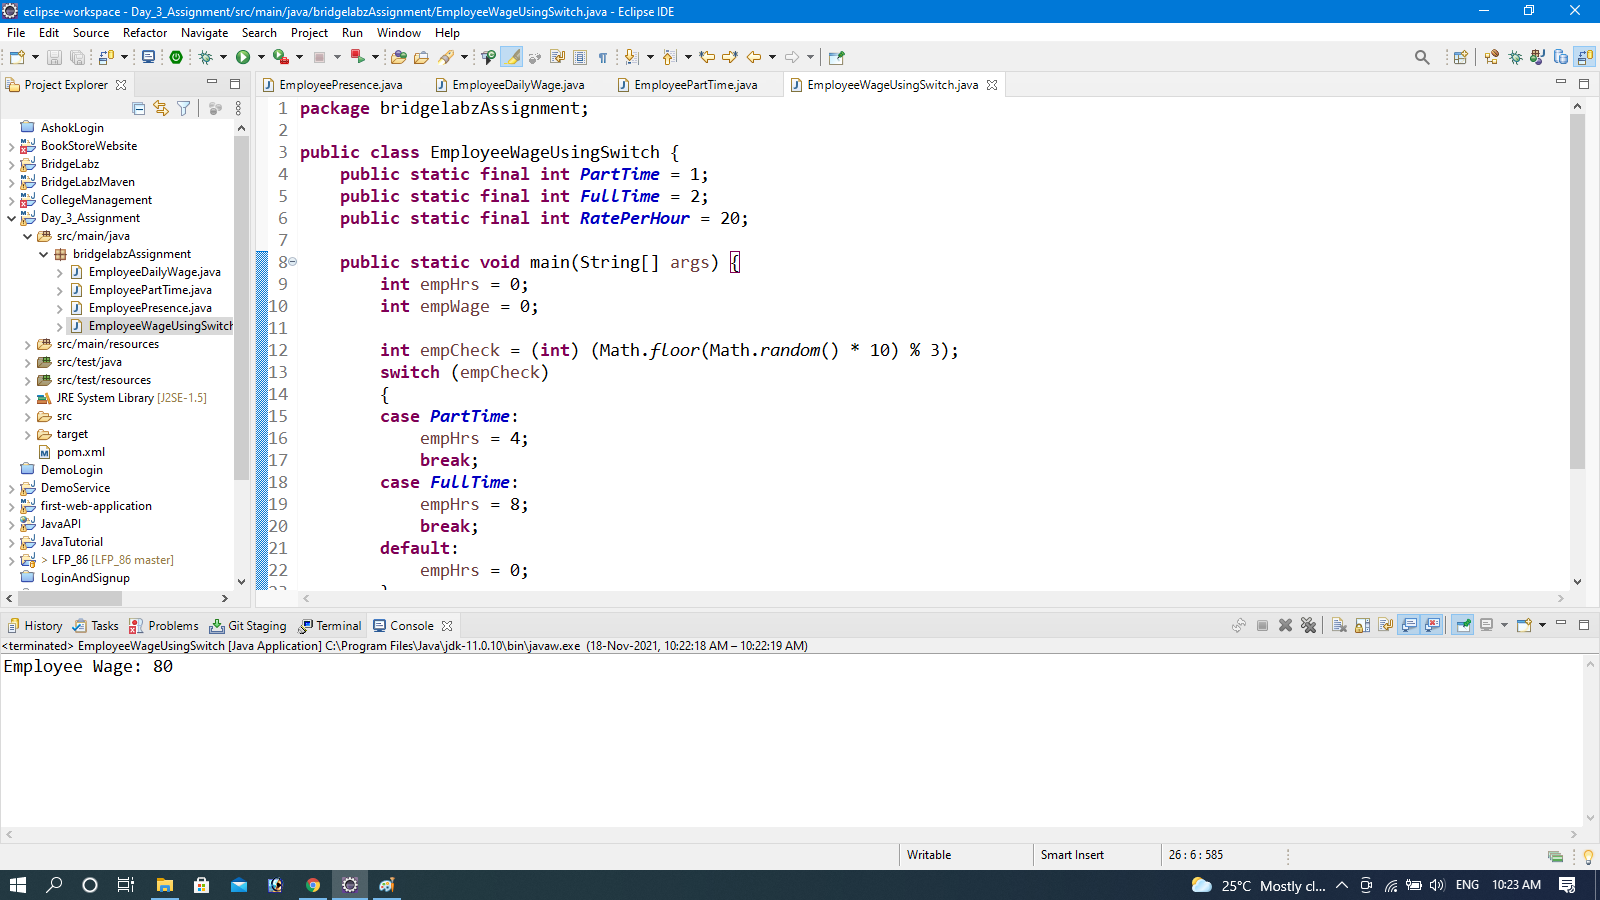 eclipse-workspace - Day_3_Assignment/src/main/java/bridgelabzAssignment/EmployeeWageUsingSwitch.java - Eclipse IDE
File Edit Source Refactor Navigate Search Project Run Window Help
Project Explorer
EmployeePresence.java EmployeeDailyWage.java EmployeePartTime.java EmployeeWageUsingSwitch.java
AshokLogin
BookStoreWebsite
BridgeLabz
BridgeLabzMaven
CollegeManagement
Day_3_Assignment
src/main/java
bridgelabzAssignment
EmployeeDailyWage.java
EmployeePartTime.java
EmployeePresence.java
EmployeeWageUsingSwitch
src/main/resources
src/test/java
src/test/resources
JRE System Library [J2SE-1.5]
src
target
pom.xml
DemoLogin
DemoService
first-web-application
JavaAPI
JavaTutorial
> LFP_86 [LFP_86 master]
LoginAndSignup
1 package bridgelabzAssignment;
2
3 public class EmployeeWageUsingSwitch {
4 public static final int PartTime = 1;
5 public static final int FullTime = 2;
6 public static final int RatePerHour = 20;
7
8 public static void main(String[] args) {
9 int empHrs = 0;
10 int empWage = 0;
11
12 int empCheck = (int) (Math.floor(Math.random() * 10) % 3);
13 switch (empCheck)
14 {
15 case PartTime:
16 empHrs = 4;
17 break;
18 case FullTime:
19 empHrs = 8;
20 break;
21 default:
22 empHrs = 0;
History Tasks Problems Git Staging Terminal Console
<terminated> EmployeeWageUsingSwitch [Java Application] C:\Program Files\Java\jdk-11.0.10\bin\javaw.exe (18-Nov-2021, 10:22:18 AM – 10:22:19 AM)
Employee Wage: 80
Writable Smart Insert 26 : 6 : 585
25°C Mostly cl... ENG 10:23 AM